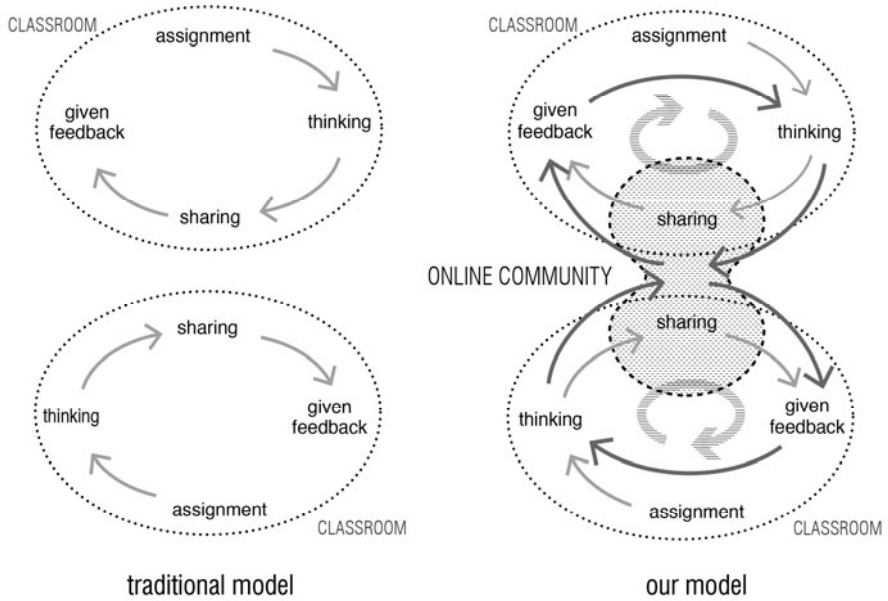 CLASSROOM
assignment
given
feedback
thinking
sharing
sharing
thinking
given
feedback
assignment
CLASSROOM
traditional model
CLASSROOM
assignment
given
feedback
thinking
sharing
ONLINE COMMUNITY
sharing
thinking
given
feedback
assignment
CLASSROOM
our model